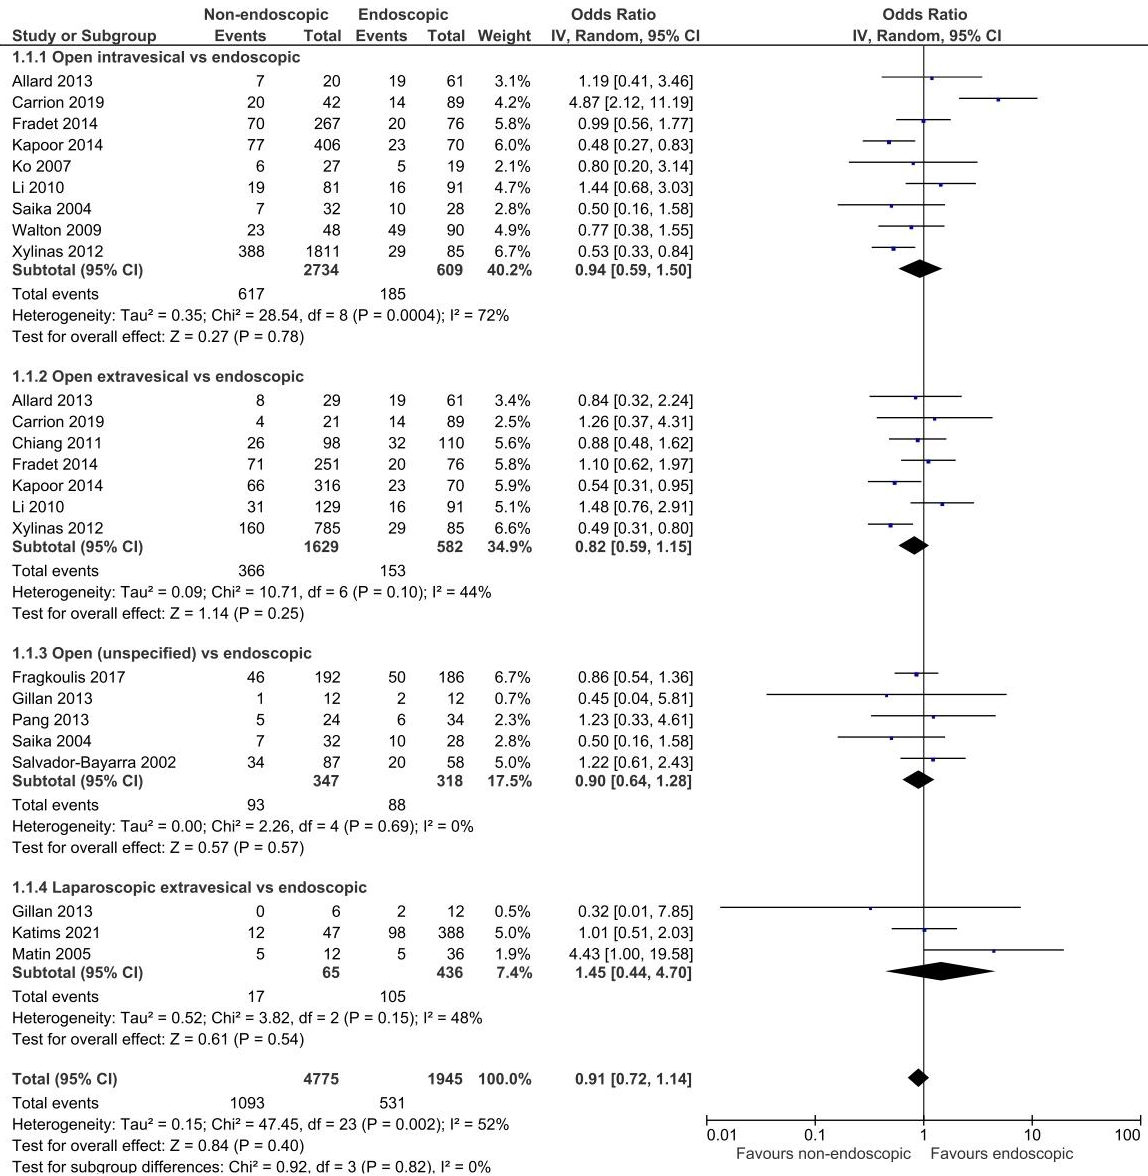 Non-endoscopic Endoscopic Odds Ratio Odds Ratio
Study or Subgroup Events Total Events Total Weight IV, Random, 95% CI IV, Random, 95% CI
1.1.1 Open intravesical vs endoscopic
Allard 2013 7 20 19 61 3.1% 1.19 [0.41, 3.46]
Carrion 2019 20 42 14 89 4.2% 4.87 [2.12, 11.19]
Fradet 2014 70 267 20 76 5.8% 0.99 [0.56, 1.77]
Kapoor 2014 77 406 23 70 6.0% 0.48 [0.27, 0.83]
Ko 2007 6 27 5 19 2.1% 0.80 [0.20, 3.14]
Li 2010 19 81 16 91 4.7% 1.44 [0.68, 3.03]
Saika 2004 7 32 10 28 2.8% 0.50 [0.16, 1.58]
Walton 2009 23 48 49 90 4.9% 0.77 [0.38, 1.55]
Xylinas 2012 388 1811 29 85 6.7% 0.53 [0.33, 0.84]
Subtotal (95% CI) 2734 609 40.2% 0.94 [0.59, 1.50]
Total events 617 185
Heterogeneity: Tau² = 0.35; Chi² = 28.54, df = 8 (P = 0.0004); I² = 72%
Test for overall effect: Z = 0.27 (P = 0.78)
1.1.2 Open extravesical vs endoscopic
Allard 2013 8 29 19 61 3.4% 0.84 [0.32, 2.24]
Carrion 2019 4 21 14 89 2.5% 1.26 [0.37, 4.31]
Chiang 2011 26 98 32 110 5.6% 0.88 [0.48, 1.62]
Fradet 2014 71 251 20 76 5.8% 1.10 [0.62, 1.97]
Kapoor 2014 66 316 23 70 5.9% 0.54 [0.31, 0.95]
Li 2010 31 129 16 91 5.1% 1.48 [0.76, 2.91]
Xylinas 2012 160 785 29 85 6.6% 0.49 [0.31, 0.80]
Subtotal (95% CI) 1629 582 34.9% 0.82 [0.59, 1.15]
Total events 366 153
Heterogeneity: Tau² = 0.09; Chi² = 10.71, df = 6 (P = 0.10); I² = 44%
Test for overall effect: Z = 1.14 (P = 0.25)
1.1.3 Open (unspecified) vs endoscopic
Fragkoulis 2017 46 192 50 186 6.7% 0.86 [0.54, 1.36]
Gillan 2013 1 12 2 12 0.7% 0.45 [0.04, 5.81]
Pang 2013 5 24 6 34 2.3% 1.23 [0.33, 4.61]
Saika 2004 7 32 10 28 2.8% 0.50 [0.16, 1.58]
Salvador-Bayarra 2002 34 87 20 58 5.0% 1.22 [0.61, 2.43]
Subtotal (95% CI) 347 318 17.5% 0.90 [0.64, 1.28]
Total events 93 88
Heterogeneity: Tau² = 0.00; Chi² = 2.26, df = 4 (P = 0.69); I² = 0%
Test for overall effect: Z = 0.57 (P = 0.57)
1.1.4 Laparoscopic extravesical vs endoscopic
Gillan 2013 0 6 2 12 0.5% 0.32 [0.01, 7.85]
Katims 2021 12 47 98 388 5.0% 1.01 [0.51, 2.03]
Matin 2005 5 12 5 36 1.9% 4.43 [1.00, 19.58]
Subtotal (95% CI) 65 436 7.4% 1.45 [0.44, 4.70]
Total events 17 105
Heterogeneity: Tau² = 0.52; Chi² = 3.82, df = 2 (P = 0.15); I² = 48%
Test for overall effect: Z = 0.61 (P = 0.54)
Total (95% CI) 4775 1945 100.0% 0.91 [0.72, 1.14]
Total events 1093 531
Heterogeneity: Tau² = 0.15; Chi² = 47.45, df = 23 (P = 0.002); I² = 52%
Test for overall effect: Z = 0.84 (P = 0.40)
Test for subgroup differences: Chi² = 0.92, df = 3 (P = 0.82), I² = 0%
0.01 0.1 1 10 100
Favours non-endoscopic Favours endoscopic